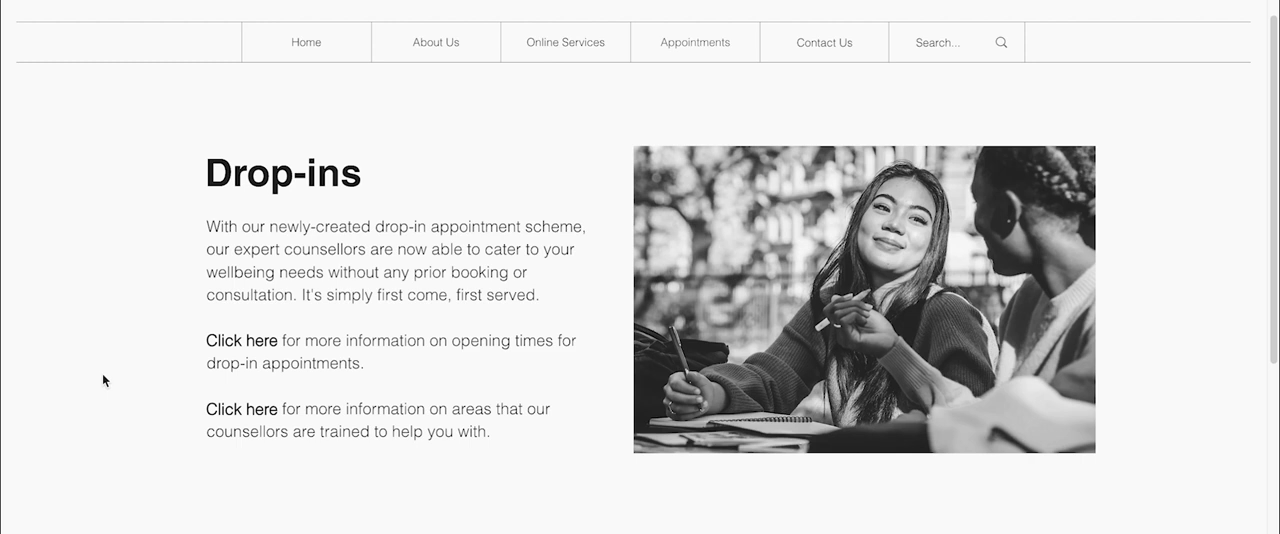 Home
About Us
Online Services
Appointments
Contact Us
Search...
Drop-ins
With our newly-created drop-in appointment scheme,
our expert counsellors are now able to cater to your
wellbeing needs without any prior booking or
consultation. It's simply first come, first served.
Click here for more information on opening times for
drop-in appointments.
Click here for more information on areas that our
counsellors are trained to help you with.